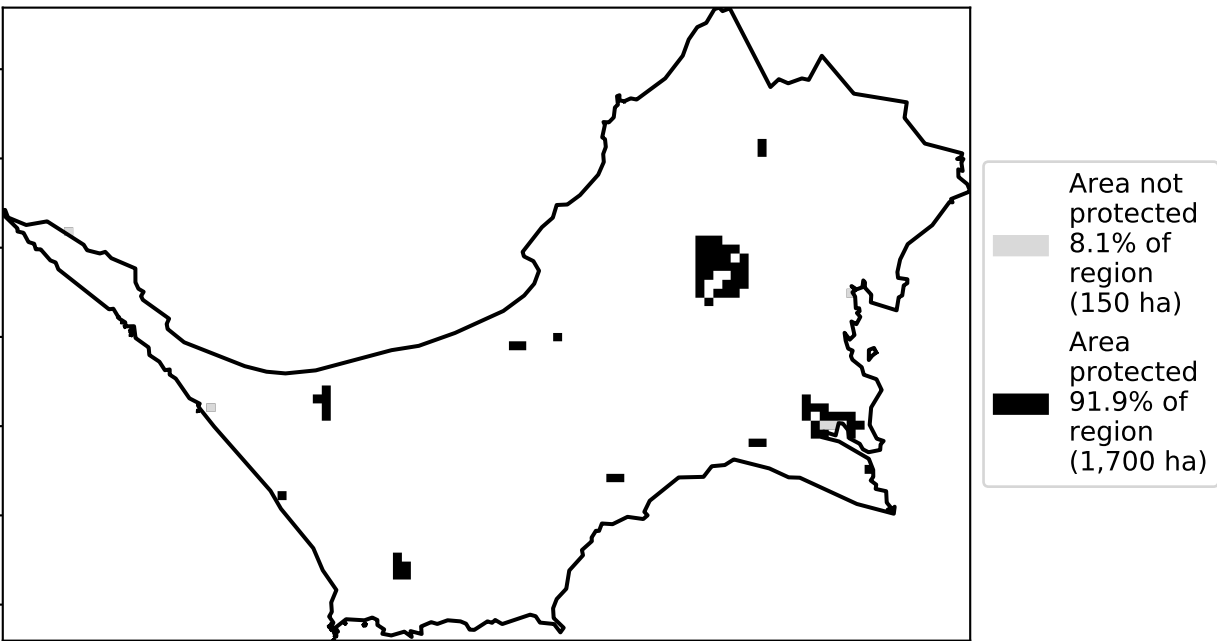 Area not
protected
8.1% of
region
(150 ha)
Area
protected
91.9% of
region
(1,700 ha)